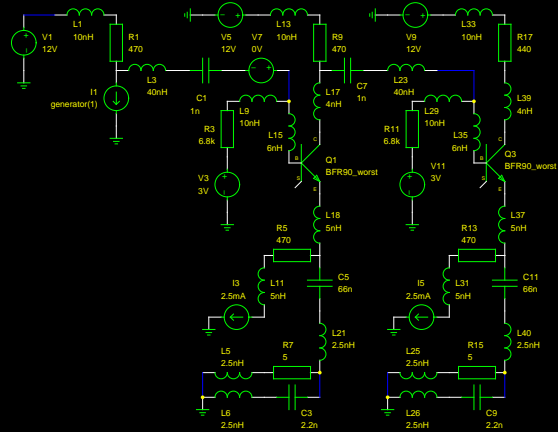 L1
10nH
V1
12V
R1
470
I1
generator(1)
L3
40nH
C1
1n
V5
12V
V7
0V
L13
10nH
R9
470
L9
10nH
R3
6.8k
V3
3V
L15
6nH
L17
4nH
C
B
S
E
Q1
BFR90_worst
L18
5nH
R5
470
I3
2.5mA
L11
5nH
C5
66n
L21
2.5nH
L5
2.5nH
R7
5
L6
2.5nH
C3
2.2n
C7
1n
V9
12V
L33
10nH
R17
440
L23
40nH
L29
10nH
R11
6.8k
V11
3V
L35
6nH
L39
4nH
C
B
S
E
Q3
BFR90_worst
L37
5nH
R13
470
I5
2.5mA
L31
5nH
C11
66n
L40
2.5nH
L25
2.5nH
R15
5
L26
2.5nH
C9
2.2n